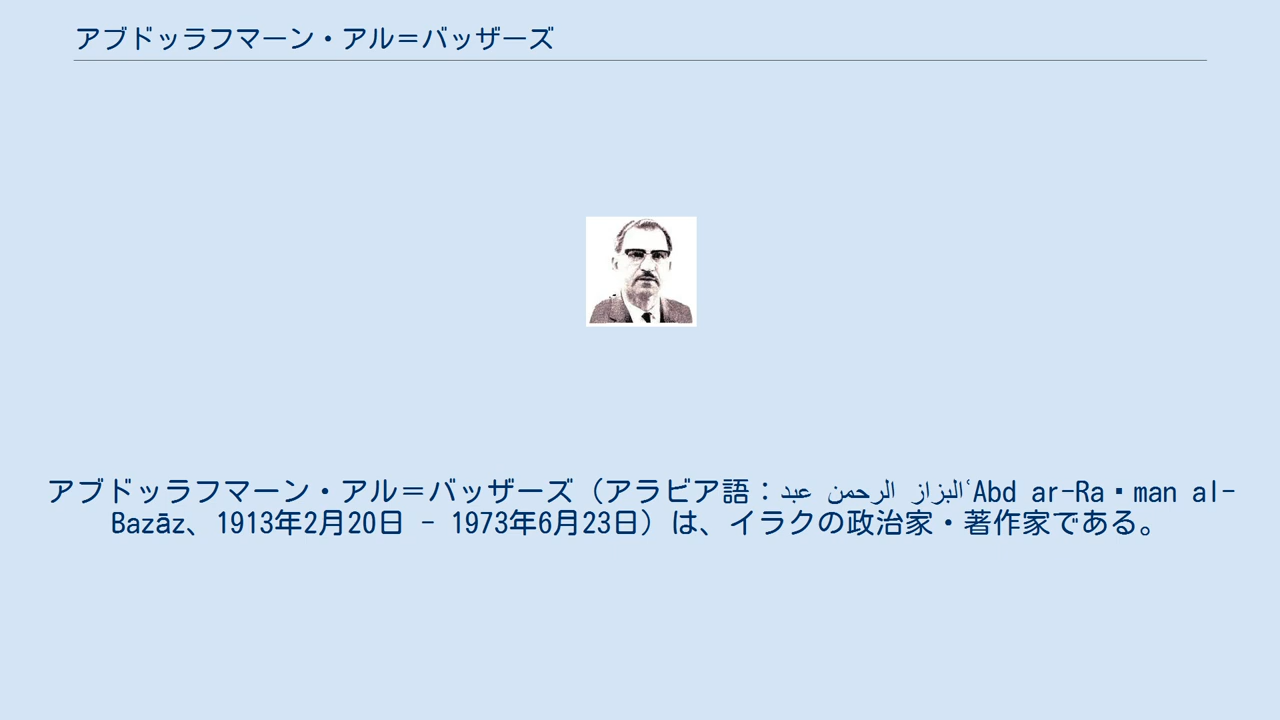 アブドッラフマーン・アル＝バッザーズ
アブドッラフマーン・アル＝バッザーズ（アラビア語：عبد الرحمن البزازʿAbd ar-Ra▪man al-
Bazāz、1913年2月20日 - 1973年6月23日）は、イラクの政治家・著作家である。